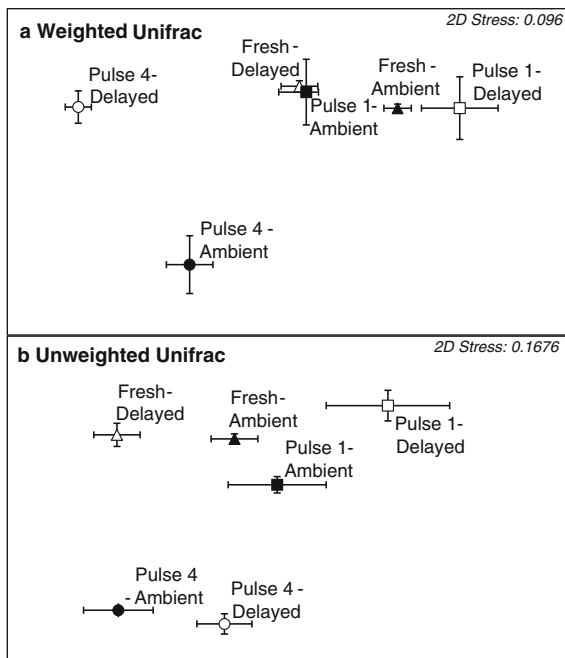 a Weighted Unifrac
2D Stress: 0.096
Pulse 4-
Delayed
Fresh-
Delayed
Pulse 1-
Ambient
Fresh -
Ambient
Pulse 1-
Delayed
Pulse 4 -
Ambient
b Unweighted Unifrac
2D Stress: 0.1676
Fresh-
Delayed
Fresh-
Ambient
Pulse 1-
Delayed
Pulse 1-
Ambient
Pulse 4
- Ambient
Pulse 4 -
Delayed